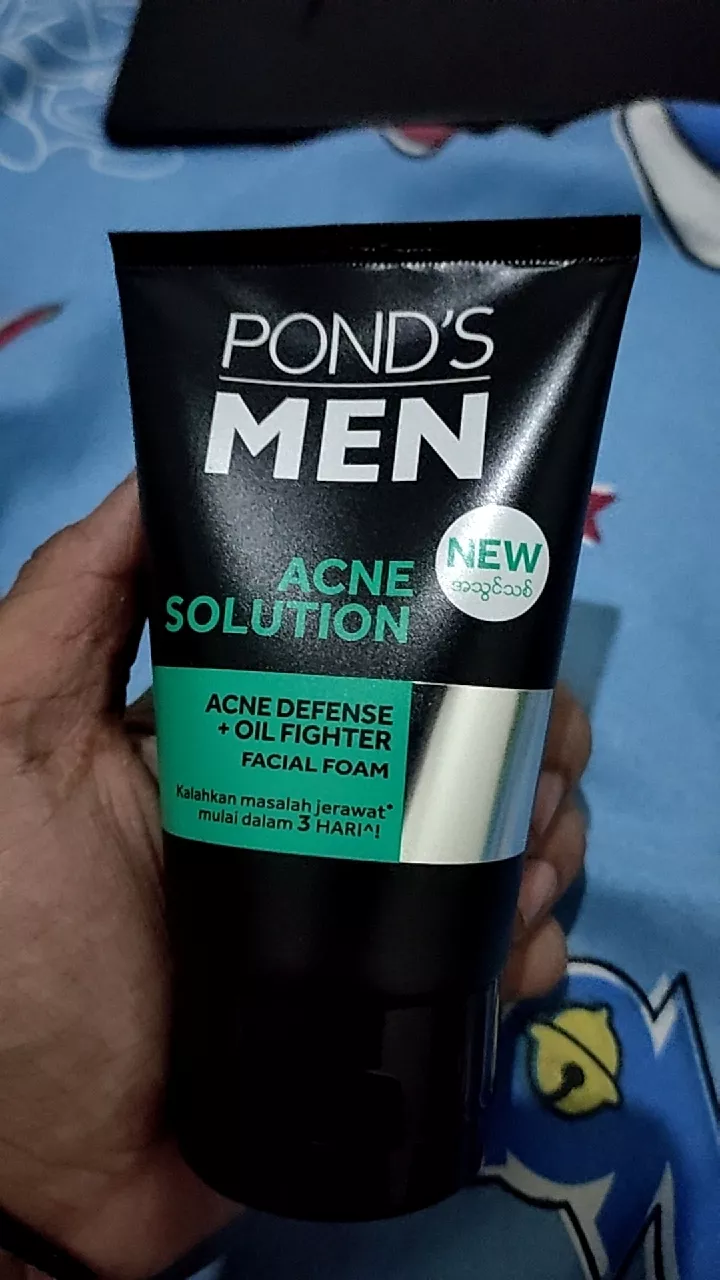 POND'S
MEN
ACNE
SOLUTION
NEW
အသွင်သစ်
ACNE DEFENSE
+ OIL FIGHTER
FACIAL FOAM
Kalahkan masalah jerawat*
mulai dalam 3 HARI^!